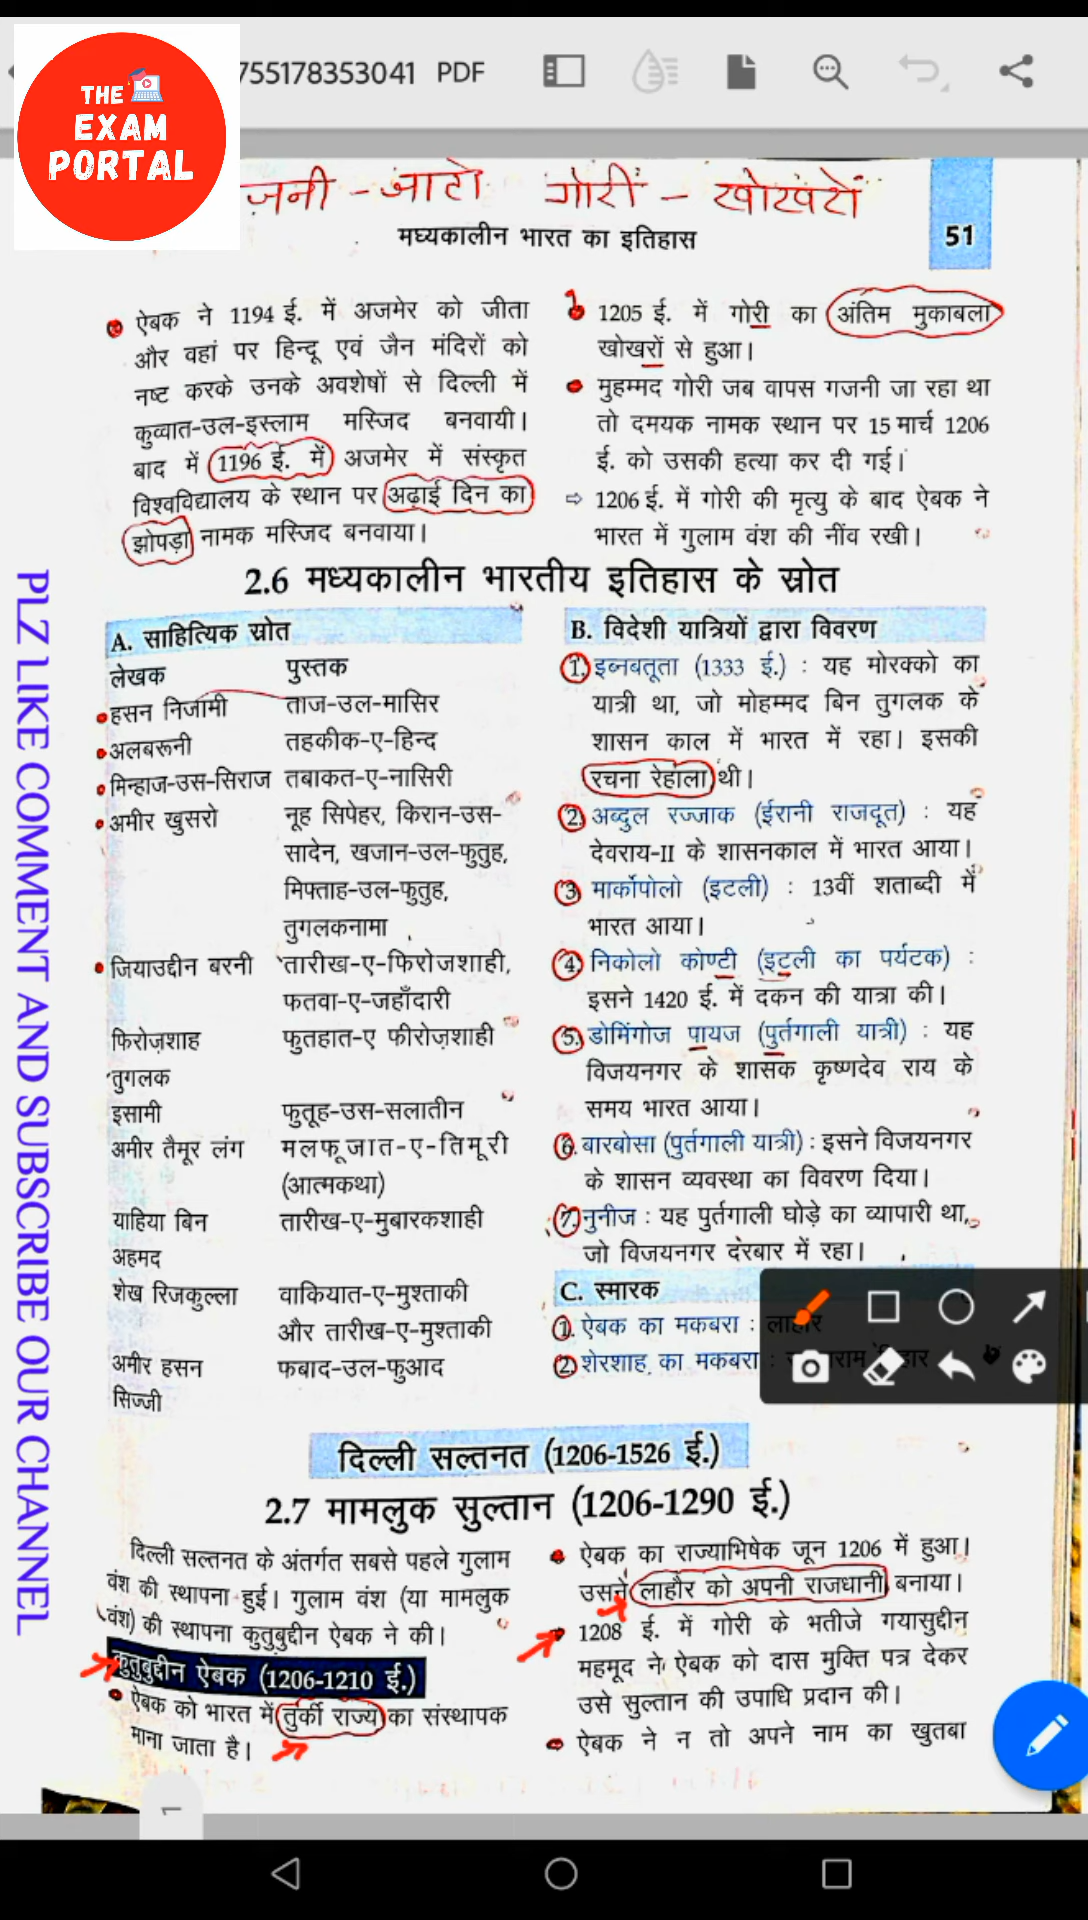 755178353041 PDF
THE
EXAM
PORTAL
जनी - जाटो गोरी - खोखरों
मध्यकालीन भारत का इतिहास
51
ऐबक ने 1194 ई. में अजमेर को जीता
और वहां पर हिन्दू एवं जैन मंदिरों को
नष्ट करके उनके अवशेषों से दिल्ली में
कुव्वात-उल-इस्लाम मस्जिद बनवायी।
बाद में 1196 ई. में अजमेर में संस्कृत
विश्वविद्यालय के स्थान पर अढ़ाई दिन का
झोपड़ा नामक मस्जिद बनवाया।
1205 ई. में गोरी का अंतिम मुकाबला
खोखरों से हुआ।
मुहम्मद गोरी जब वापस गजनी जा रहा था
तो दमयक नामक स्थान पर 15 मार्च 1206
ई. को उसकी हत्या कर दी गई।
⇨ 1206 ई. में गोरी की मृत्यु के बाद ऐबक ने
भारत में गुलाम वंश की नींव रखी।
2.6 मध्यकालीन भारतीय इतिहास के स्रोत
A. साहित्यिक स्रोत
लेखक पुस्तक
हसन निजामी ताज-उल-मासिर
अलबरूनी तहकीक-ए-हिन्द
मिन्हाज-उस-सिराज तबाकत-ए-नासिरी
अमीर खुसरो नूह सिपेहर, किरान-उस-
सादेन, खजान-उल-फुतुह,
मिफ्ताह-उल-फुतुह,
तुगलकनामा
जियाउद्दीन बरनी तारीख-ए-फिरोजशाही,
फतवा-ए-जहाँदारी
फिरोज़शाह फुतहात-ए फीरोज़शाही
तुगलक
इसामी फुतूह-उस-सलातीन
अमीर तैमूर लंग मलफूजात-ए-तिमूरी
(आत्मकथा)
याहिया बिन तारीख-ए-मुबारकशाही
अहमद
शेख रिजकुल्ला वाकियात-ए-मुश्ताकी
और तारीख-ए-मुश्ताकी
अमीर हसन फबाद-उल-फुआद
सिज्जी
B. विदेशी यात्रियों द्वारा विवरण
1. इब्नबतूता (1333 ई.) : यह मोरक्को का
यात्री था, जो मोहम्मद बिन तुगलक के
शासन काल में भारत में रहा। इसकी
रचना रेहाला थी।
2. अब्दुल रज्जाक (ईरानी राजदूत) : यह
देवराय-II के शासनकाल में भारत आया।
3. मार्कोपोलो (इटली) : 13वीं शताब्दी में
भारत आया।
4. निकोलो कोण्टी (इटली का पर्यटक) :
इसने 1420 ई. में दकन की यात्रा की।
5. डोमिंगोज पायज (पुर्तगाली यात्री) : यह
विजयनगर के शासक कृष्णदेव राय के
समय भारत आया।
6. बारबोसा (पुर्तगाली यात्री) : इसने विजयनगर
के शासन व्यवस्था का विवरण दिया।
7. नुनीज : यह पुर्तगाली घोड़े का व्यापारी था,
जो विजयनगर दरबार में रहा।
C. स्मारक
1. ऐबक का मकबरा : लाहौर
2. शेरशाह का मकबरा :
दिल्ली सल्तनत (1206-1526 ई.)
2.7 मामलुक सुल्तान (1206-1290 ई.)
दिल्ली सल्तनत के अंतर्गत सबसे पहले गुलाम
वंश की स्थापना हुई। गुलाम वंश (या मामलुक
वंश) की स्थापना कुतुबुद्दीन ऐबक ने की।
कुतुबुद्दीन ऐबक (1206-1210 ई.)
ऐबक को भारत में तुर्की राज्य का संस्थापक
माना जाता है।
ऐबक का राज्याभिषेक जून 1206 में हुआ।
उसने लाहौर को अपनी राजधानी बनाया।
1208 ई. में गोरी के भतीजे गयासुद्दीन
महमूद ने ऐबक को दास मुक्ति पत्र देकर
उसे सुल्तान की उपाधि प्रदान की।
ऐबक ने न तो अपने नाम का खुतबा
PLZ LIKE COMMENT AND SUBSCRIBE OUR CHANNEL
1